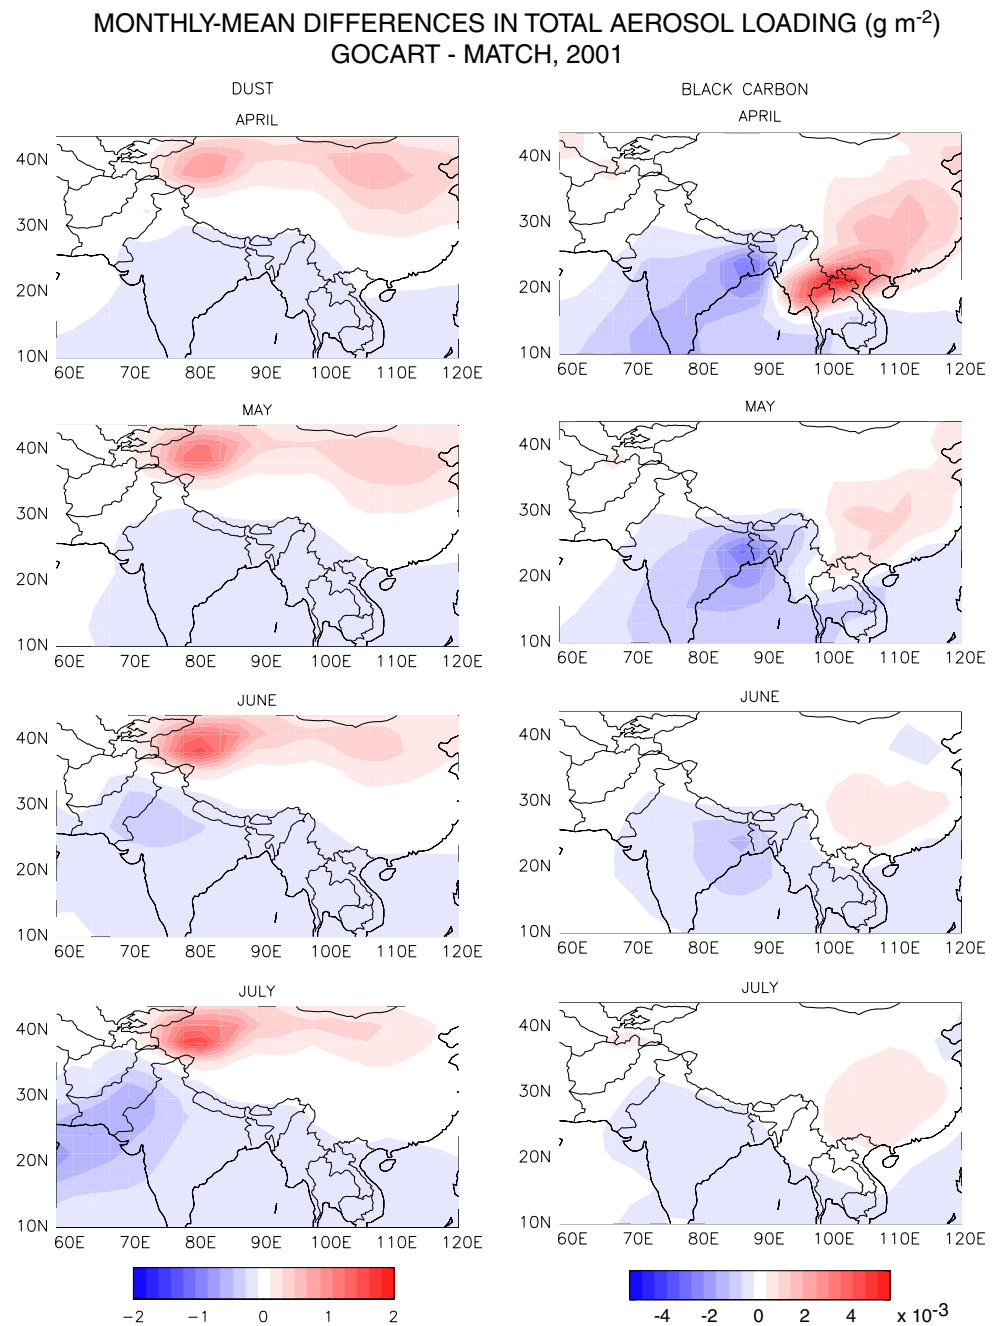 MONTHLY-MEAN DIFFERENCES IN TOTAL AEROSOL LOADING (g m-2)
GOCART - MATCH, 2001
DUST
APRIL
40N
30N
20N
10N
60E 70E 80E 90E 100E 110E 120E
MAY
40N
30N
20N
10N
60E 70E 80E 90E 100E 110E 120E
JUNE
40N
30N
20N
10N
60E 70E 80E 90E 100E 110E 120E
JULY
40N
30N
20N
10N
60E 70E 80E 90E 100E 110E 120E
−2 −1 0 1 2
BLACK CARBON
APRIL
40N
30N
20N
10N
60E 70E 80E 90E 100E 110E 120E
MAY
40N
30N
20N
10N
60E 70E 80E 90E 100E 110E 120E
JUNE
40N
30N
20N
10N
60E 70E 80E 90E 100E 110E 120E
JULY
40N
30N
20N
10N
60E 70E 80E 90E 100E 110E 120E
-4 -2 0 2 4 x 10-3